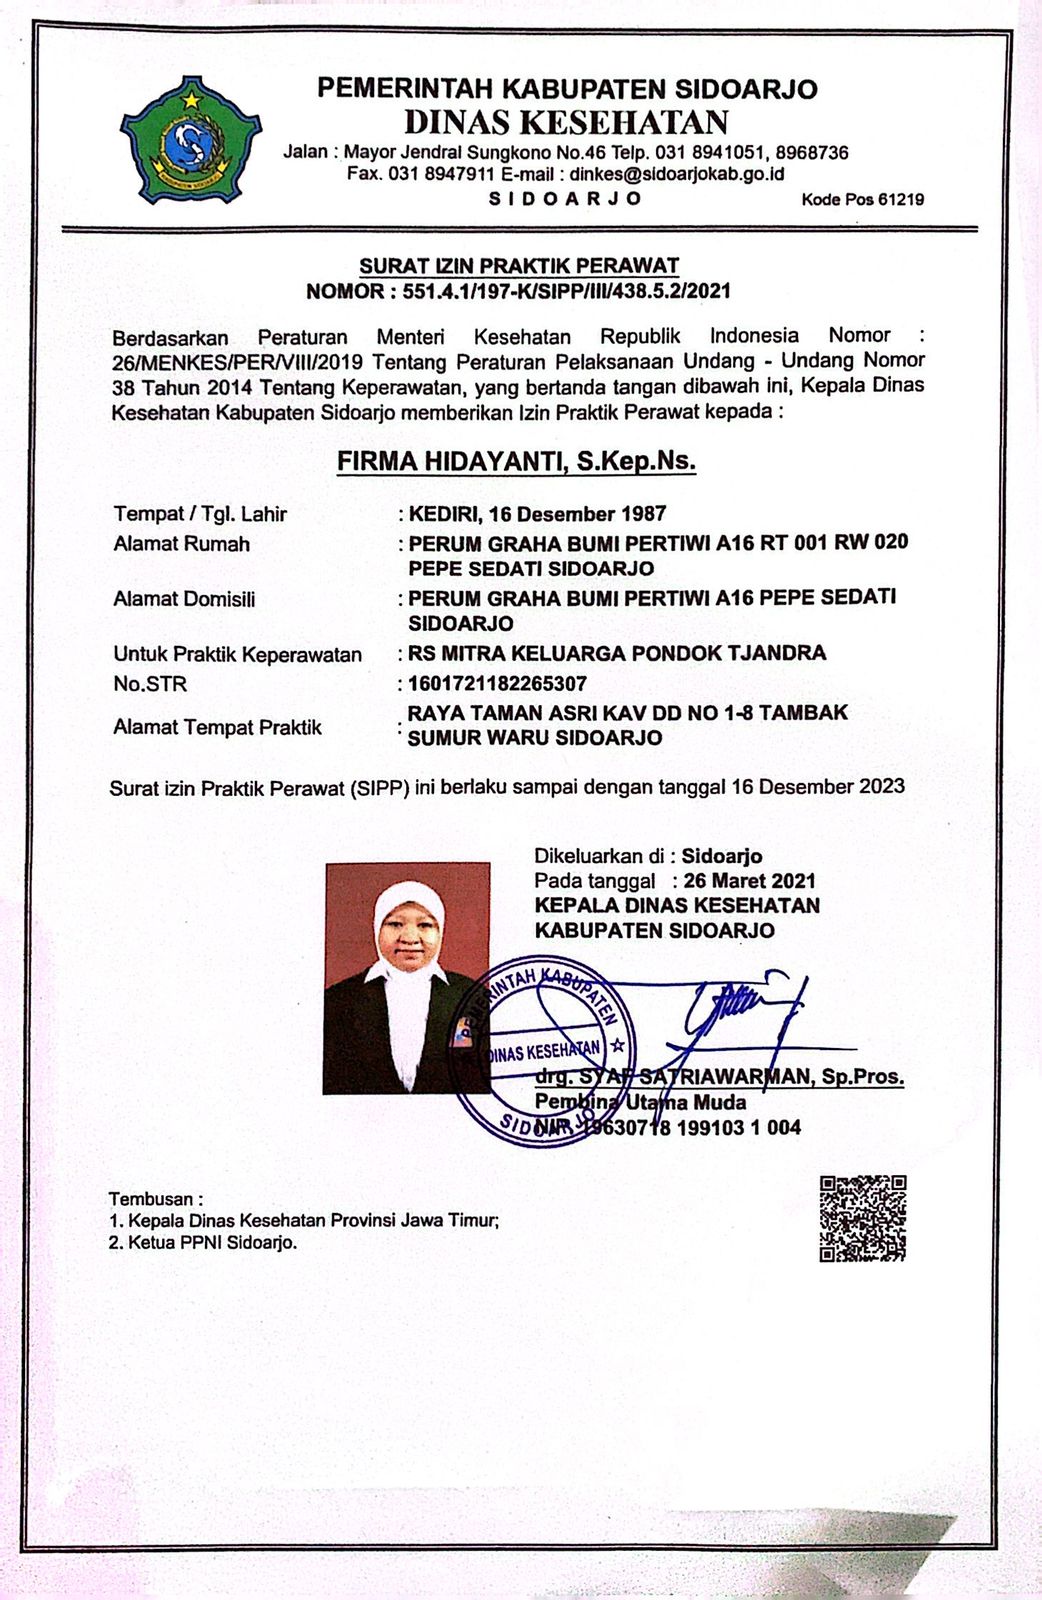 PEMERINTAH KABUPATEN SIDOARJO
DINAS KESEHATAN
Jalan : Mayor Jendral Sungkono No.46 Telp. 031 8941051, 8968736
Fax. 031 8947911 E-mail : dinkes@sidoarjokab.go.id
S I D O A R J O
Kode Pos 61219
KABUPATEN SIDOARJO
SURAT IZIN PRAKTIK PERAWAT
NOMOR : 551.4.1/197-K/SIPP/III/438.5.2/2021
Berdasarkan Peraturan Menteri Kesehatan Republik Indonesia Nomor :
26/MENKES/PER/VIII/2019 Tentang Peraturan Pelaksanaan Undang - Undang Nomor
38 Tahun 2014 Tentang Keperawatan, yang bertanda tangan dibawah ini, Kepala Dinas
Kesehatan Kabupaten Sidoarjo memberikan Izin Praktik Perawat kepada :
FIRMA HIDAYANTI, S.Kep.Ns.
Tempat / Tgl. Lahir : KEDIRI, 16 Desember 1987
Alamat Rumah : PERUM GRAHA BUMI PERTIWI A16 RT 001 RW 020
PEPE SEDATI SIDOARJO
Alamat Domisili : PERUM GRAHA BUMI PERTIWI A16 PEPE SEDATI
SIDOARJO
Untuk Praktik Keperawatan : RS MITRA KELUARGA PONDOK TJANDRA
No.STR : 1601721182265307
Alamat Tempat Praktik : RAYA TAMAN ASRI KAV DD NO 1-8 TAMBAK
SUMUR WARU SIDOARJO
Surat izin Praktik Perawat (SIPP) ini berlaku sampai dengan tanggal 16 Desember 2023
Dikeluarkan di : Sidoarjo
Pada tanggal : 26 Maret 2021
KEPALA DINAS KESEHATAN
KABUPATEN SIDOARJO
PEMERINTAH KABUPATEN
DINAS KESEHATAN
SIDOARJO
drg. SYAF SATRIAWARMAN, Sp.Pros.
Pembina Utama Muda
NIP. 19630718 199103 1 004
Tembusan :
1. Kepala Dinas Kesehatan Provinsi Jawa Timur;
2. Ketua PPNI Sidoarjo.